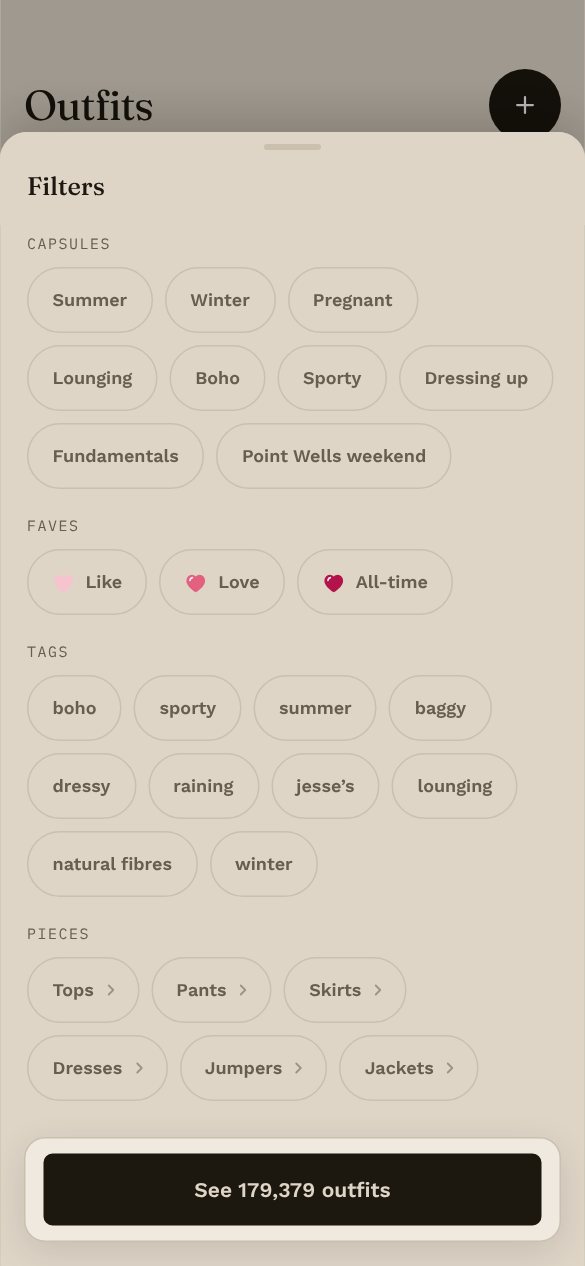 Outfits
+
Filters
CAPSULES
Summer Winter Pregnant
Lounging Boho Sporty Dressing up
Fundamentals Point Wells weekend
FAVES
Like Love All-time
TAGS
boho sporty summer baggy
dressy raining jesse’s lounging
natural fibres winter
PIECES
Tops Pants Skirts
Dresses Jumpers Jackets
See 179,379 outfits